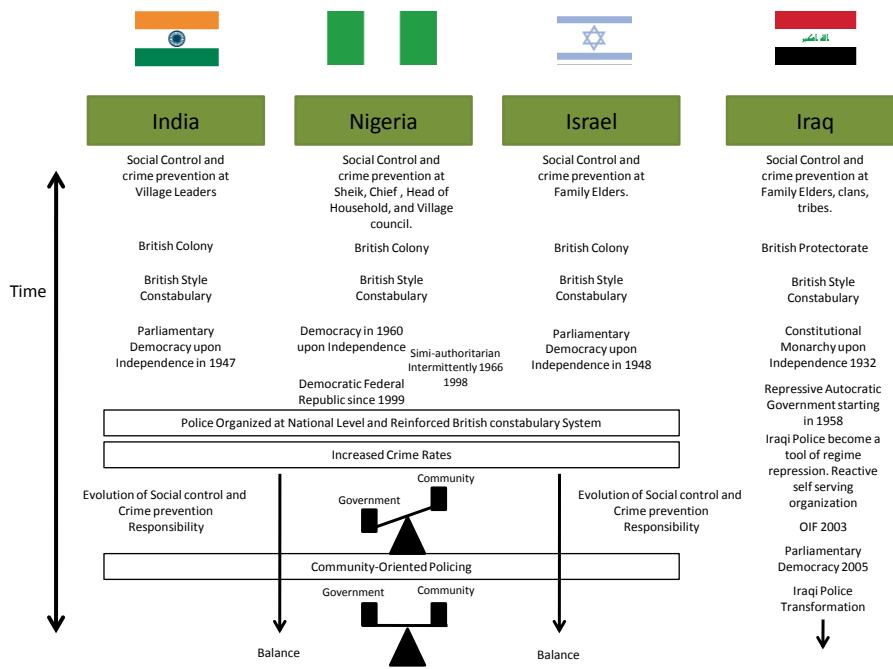 الله اكبر
India
Nigeria
Israel
Iraq
Time
Social Control and
crime prevention at
Village Leaders
Social Control and
crime prevention at
Sheik, Chief , Head of
Household, and Village
council.
Social Control and
crime prevention at
Family Elders.
Social Control and
crime prevention at
Family Elders, clans,
tribes.
British Colony
British Colony
British Colony
British Protectorate
British Style
Constabulary
British Style
Constabulary
British Style
Constabulary
British Style
Constabulary
Parliamentary
Democracy upon
Independence in 1947
Democracy in 1960
upon Independence
Simi-authoritarian
Intermittently 1966
1998
Democratic Federal
Republic since 1999
Parliamentary
Democracy upon
Independence in 1948
Constitutional
Monarchy upon
Independence 1932
Repressive Autocratic
Government starting
in 1958
Iraqi Police become a
tool of regime
repression. Reactive
self serving
organization
OIF 2003
Parliamentary
Democracy 2005
Iraqi Police
Transformation
Police Organized at National Level and Reinforced British constabulary System
Increased Crime Rates
Evolution of Social control and
Crime prevention
Responsibility
Government
Community
Evolution of Social control and
Crime prevention
Responsibility
Community-Oriented Policing
Government
Community
Balance
Balance